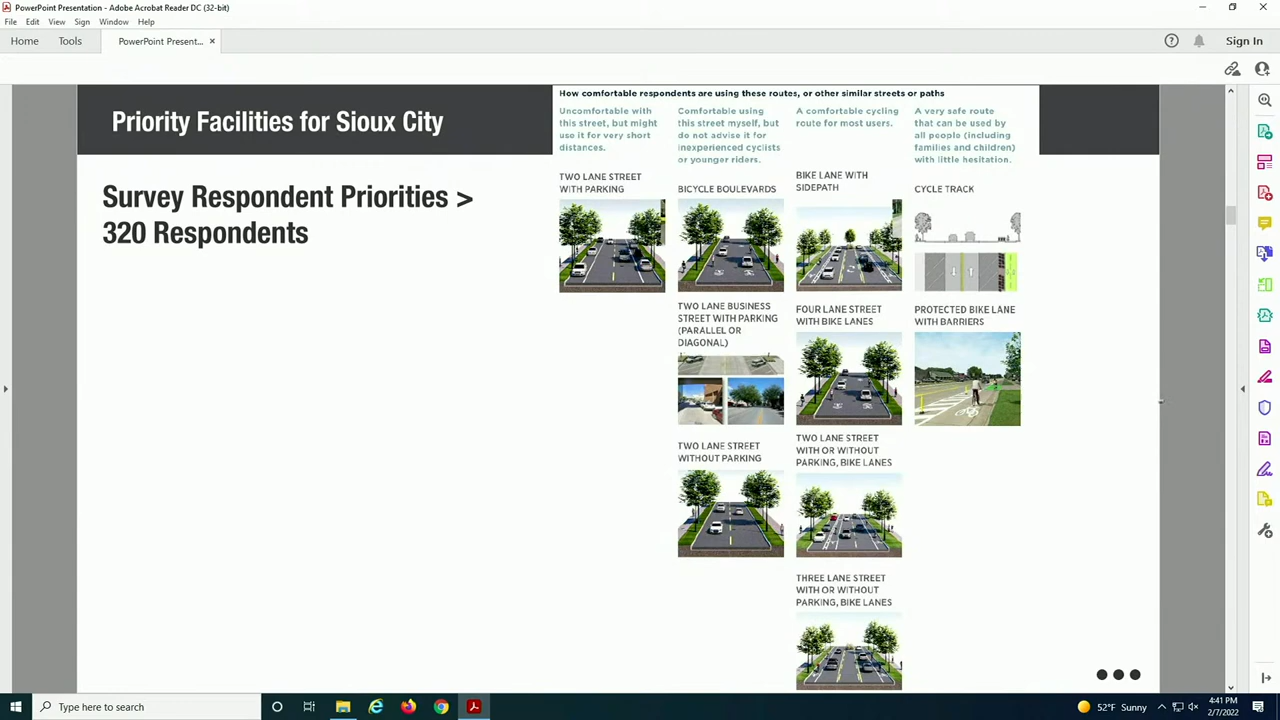 PowerPoint Presentation - Adobe Acrobat Reader DC (32-bit)
File Edit View Sign Window Help
Home Tools PowerPoint Present... × Sign In
Priority Facilities for Sioux City
Survey Respondent Priorities >
320 Respondents
How comfortable respondents are using these routes, or other similar streets or paths
Uncomfortable with
this street, but might
use it for very short
distances.
TWO LANE STREET
WITH PARKING
Comfortable using
this street myself, but
do not advise it for
inexperienced cyclists
or younger riders.
BICYCLE BOULEVARDS
TWO LANE BUSINESS
STREET WITH PARKING
(PARALLEL OR
DIAGONAL)
TWO LANE STREET
WITHOUT PARKING
A comfortable cycling
route for most users.
BIKE LANE WITH
SIDEPATH
FOUR LANE STREET
WITH BIKE LANES
TWO LANE STREET
WITH OR WITHOUT
PARKING, BIKE LANES
THREE LANE STREET
WITH OR WITHOUT
PARKING, BIKE LANES
A very safe route
that can be used by
all people (including
families and children)
with little hesitation.
CYCLE TRACK
PROTECTED BIKE LANE
WITH BARRIERS
Type here to search
52°F Sunny
4:41 PM
2/7/2022